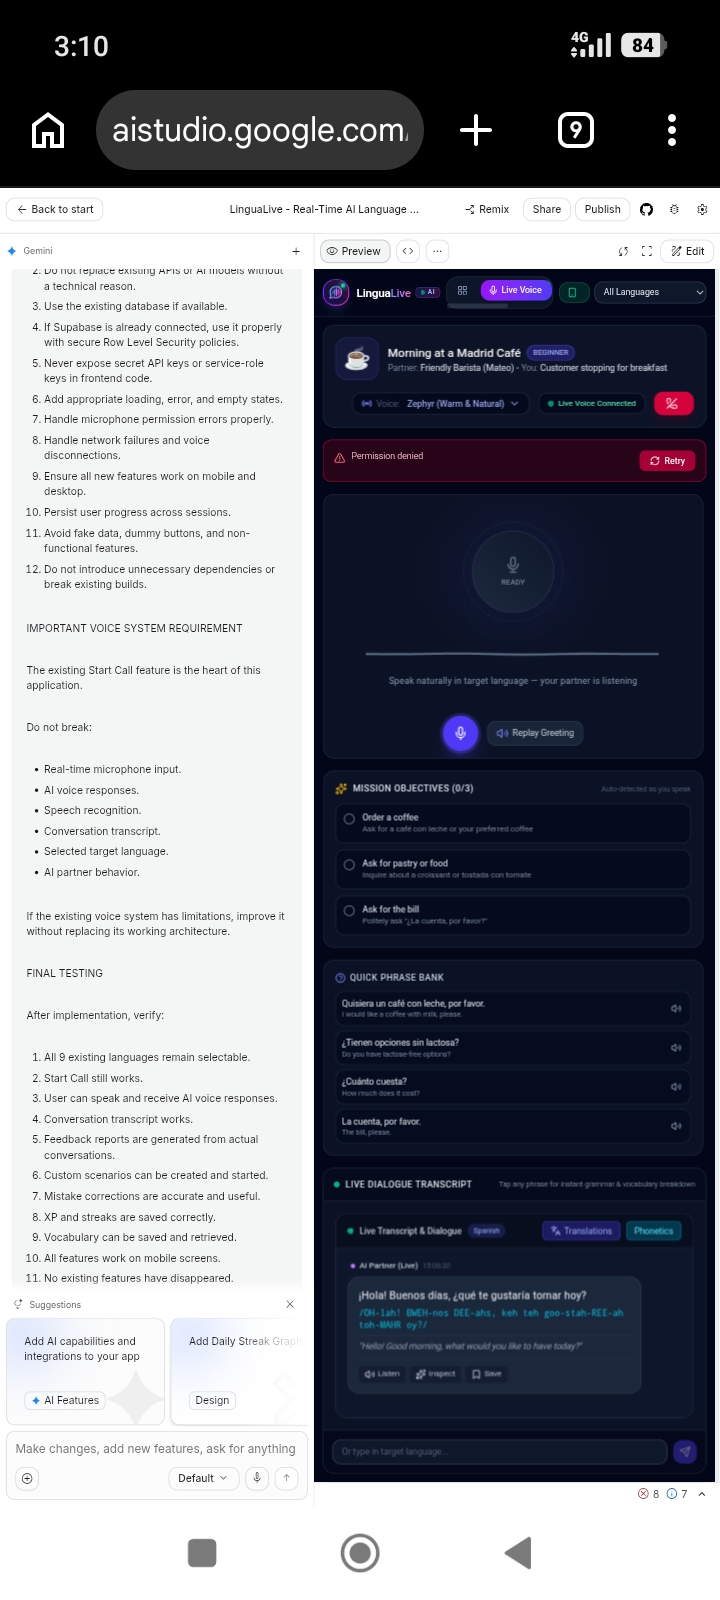 3:10
4G
84
aistudio.google.com/
9
Back to start
LinguaLive - Real-Time AI Language ...
Remix
Share
Publish
Gemini
2. Do not replace existing APIs or AI models without
a technical reason.
3. Use the existing database if available.
4. If Supabase is already connected, use it properly
with secure Row Level Security policies.
5. Never expose secret API keys or service-role
keys in frontend code.
6. Add appropriate loading, error, and empty states.
7. Handle microphone permission errors properly.
8. Handle network failures and voice
disconnections.
9. Ensure all new features work on mobile and
desktop.
10. Persist user progress across sessions.
11. Avoid fake data, dummy buttons, and non-
functional features.
12. Do not introduce unnecessary dependencies or
break existing builds.
IMPORTANT VOICE SYSTEM REQUIREMENT
The existing Start Call feature is the heart of this
application.
Do not break:
• Real-time microphone input.
• AI voice responses.
• Speech recognition.
• Conversation transcript.
• Selected target language.
• AI partner behavior.
If the existing voice system has limitations, improve it
without replacing its working architecture.
FINAL TESTING
After implementation, verify:
1. All 9 existing languages remain selectable.
2. Start Call still works.
3. User can speak and receive AI voice responses.
4. Conversation transcript works.
5. Feedback reports are generated from actual
conversations.
6. Custom scenarios can be created and started.
7. Mistake corrections are accurate and useful.
8. XP and streaks are saved correctly.
9. Vocabulary can be saved and retrieved.
10. All features work on mobile screens.
11. No existing features have disappeared.
Suggestions
Add AI capabilities and
integrations to your app
AI Features
Add Daily Streak Graph
Design
Make changes, add new features, ask for anything
Default
Preview
Edit
LinguaLive
AI
Live Voice
All Languages
Morning at a Madrid Café
BEGINNER
Partner: Friendly Barista (Mateo) • You: Customer stopping for breakfast
Voice: Zephyr (Warm & Natural)
Live Voice Connected
Permission denied
Retry
READY
Speak naturally in target language — your partner is listening
Replay Greeting
MISSION OBJECTIVES (0/3)
Auto-detected as you speak
Order a coffee
Ask for a café con leche or your preferred coffee
Ask for pastry or food
Inquire about a croissant or tostada con tomate
Ask for the bill
Politely ask "¿La cuenta, por favor?"
QUICK PHRASE BANK
Quisiera un café con leche, por favor.
I would like a coffee with milk, please.
¿Tienen opciones sin lactosa?
Do you have lactose-free options?
¿Cuánto cuesta?
How much does it cost?
La cuenta, por favor.
The bill, please.
LIVE DIALOGUE TRANSCRIPT
Tap any phrase for instant grammar & vocabulary breakdown
Live Transcript & Dialogue
Spanish
Translations
Phonetics
AI Partner (Live)
¡Hola! Buenos días, ¿qué te gustaría tomar hoy?
/OH-lah! BWEH-nos DEE-ahs, keh teh goo-stah-REE-ah
toh-MAHR oy?/
"Hello! Good morning, what would you like to have today?"
Listen
Inspect
Save
Or type in target language...
8
7